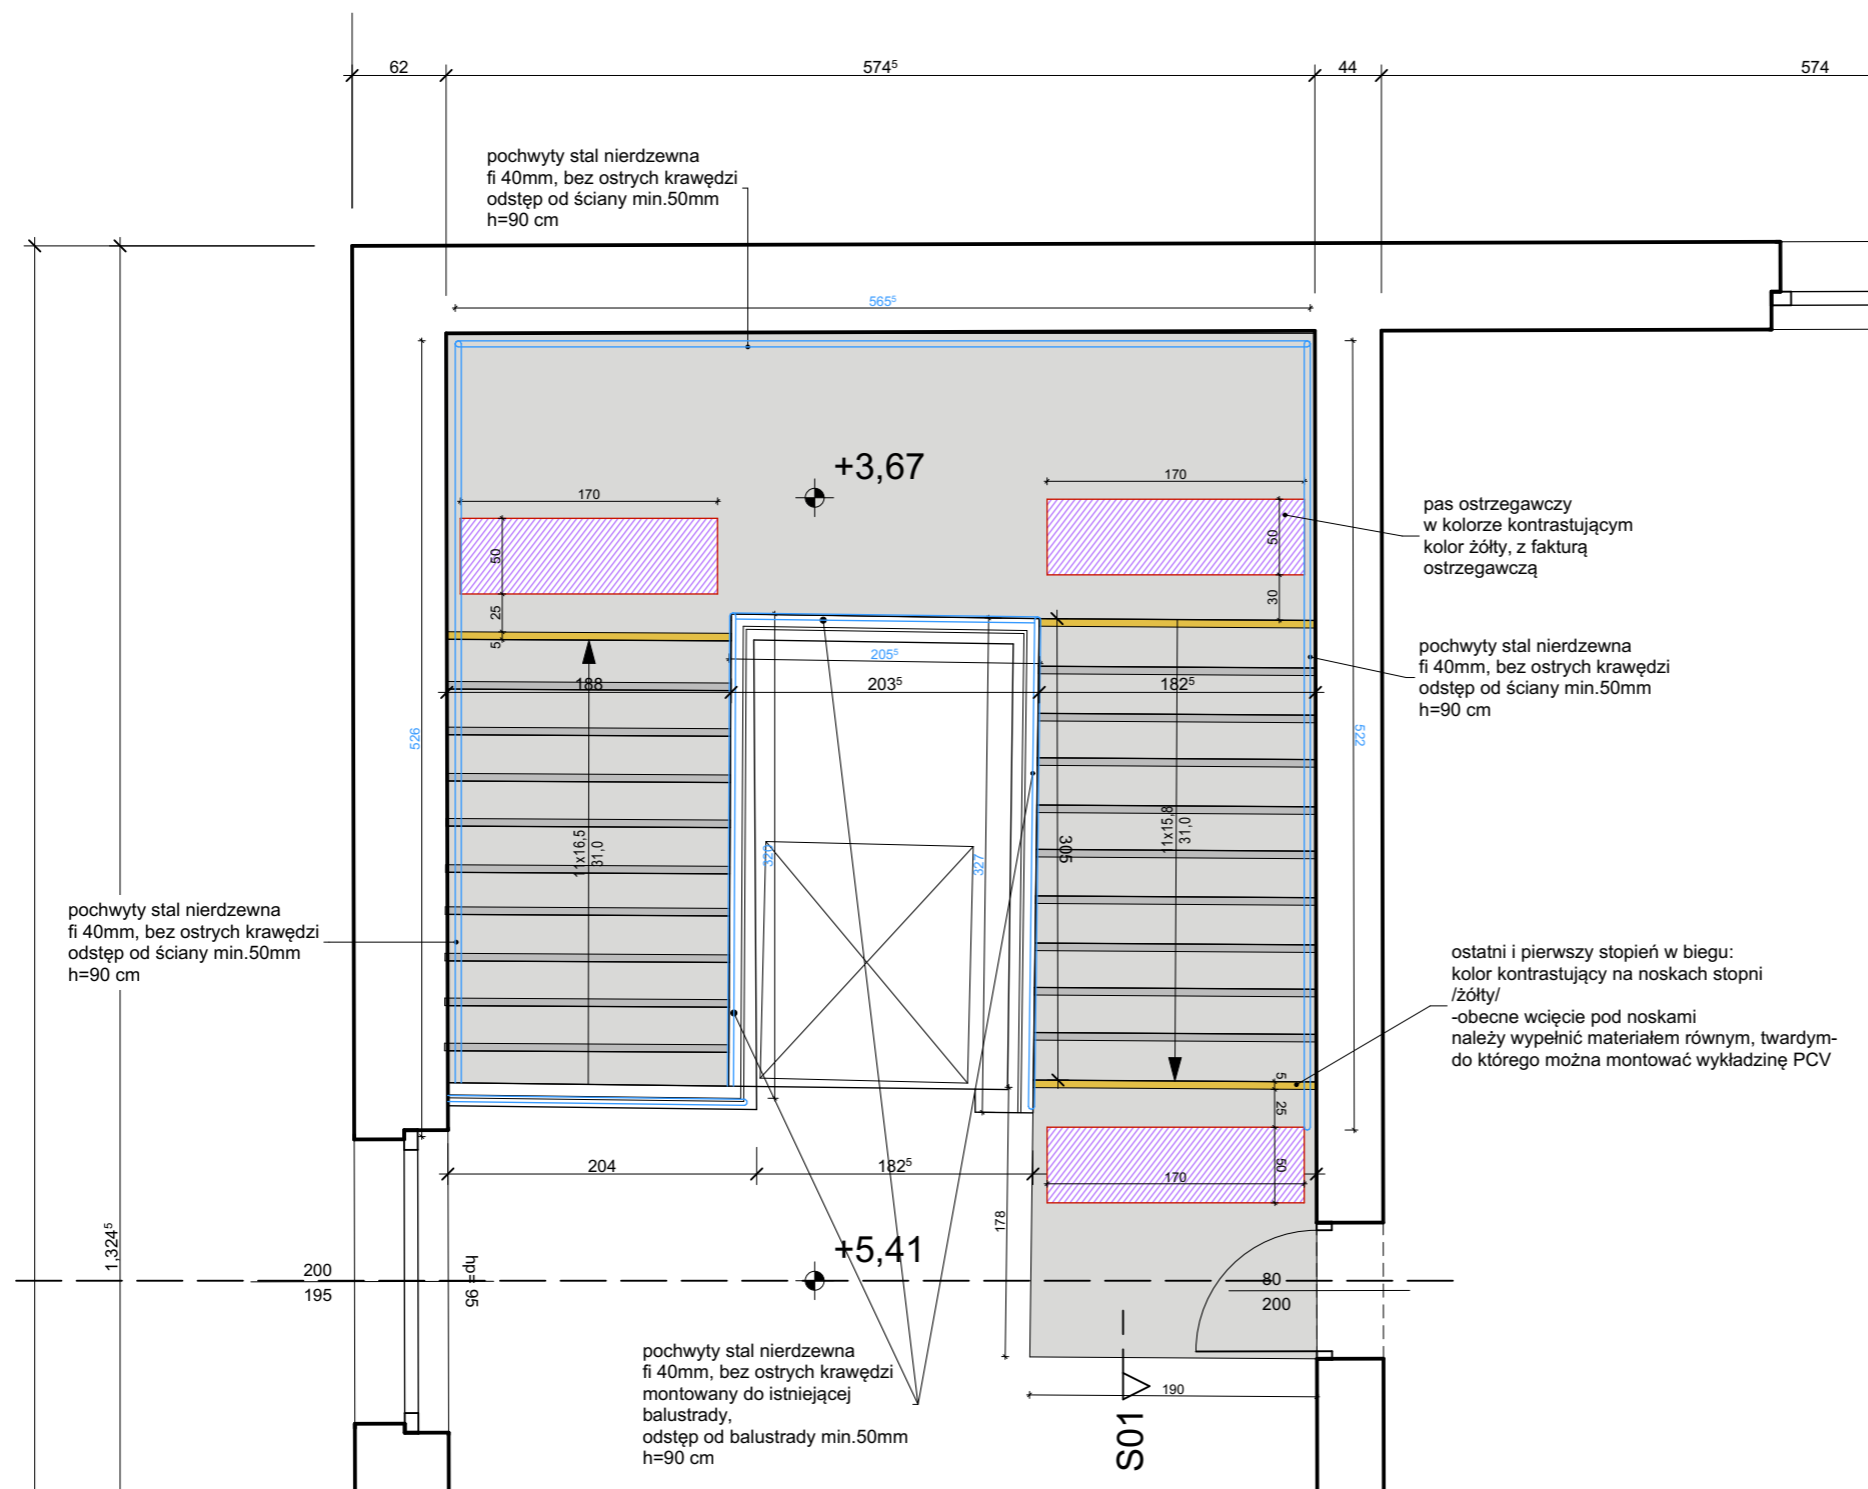 62
574⁵
44
574
pochwyty stal nierdzewna
fi 40mm, bez ostrych krawędzi
odstęp od ściany min.50mm
h=90 cm
565⁵
+3,67
170
170
50
25
5
50
30
pas ostrzegawczy
w kolorze kontrastującym
kolor żółty, z fakturą
ostrzegawczą
pochwyty stal nierdzewna
fi 40mm, bez ostrych krawędzi
odstęp od ściany min.50mm
h=90 cm
205⁵
188
203⁵
182⁵
526
522
11x16,5
31,0
327
305
11x15,8
31,0
pochwyty stal nierdzewna
fi 40mm, bez ostrych krawędzi
odstęp od ściany min.50mm
h=90 cm
ostatni i pierwszy stopień w biegu:
kolor kontrastujący na noskach stopni
/żółty/
-obecne wcięcie pod noskami
należy wypełnić materiałem równym, twardym-
do którego można montować wykładzinę PCV
5
25
50
170
204
182⁵
178
1,324⁵
+5,41
200
195
hp=95
80
200
190
S01
pochwyty stal nierdzewna
fi 40mm, bez ostrych krawędzi
montowany do istniejącej
balustrady,
odstęp od balustrady min.50mm
h=90 cm